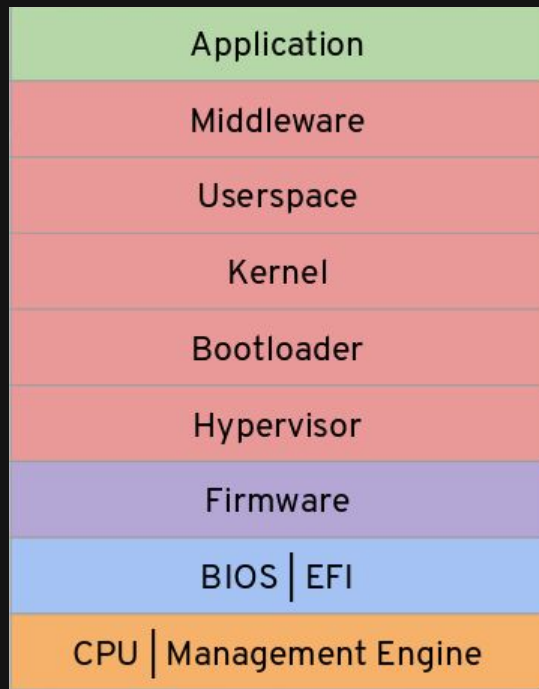 Application
Middleware
Userspace
Kernel
Bootloader
Hypervisor
Firmware
BIOS | EFI
CPU | Management Engine